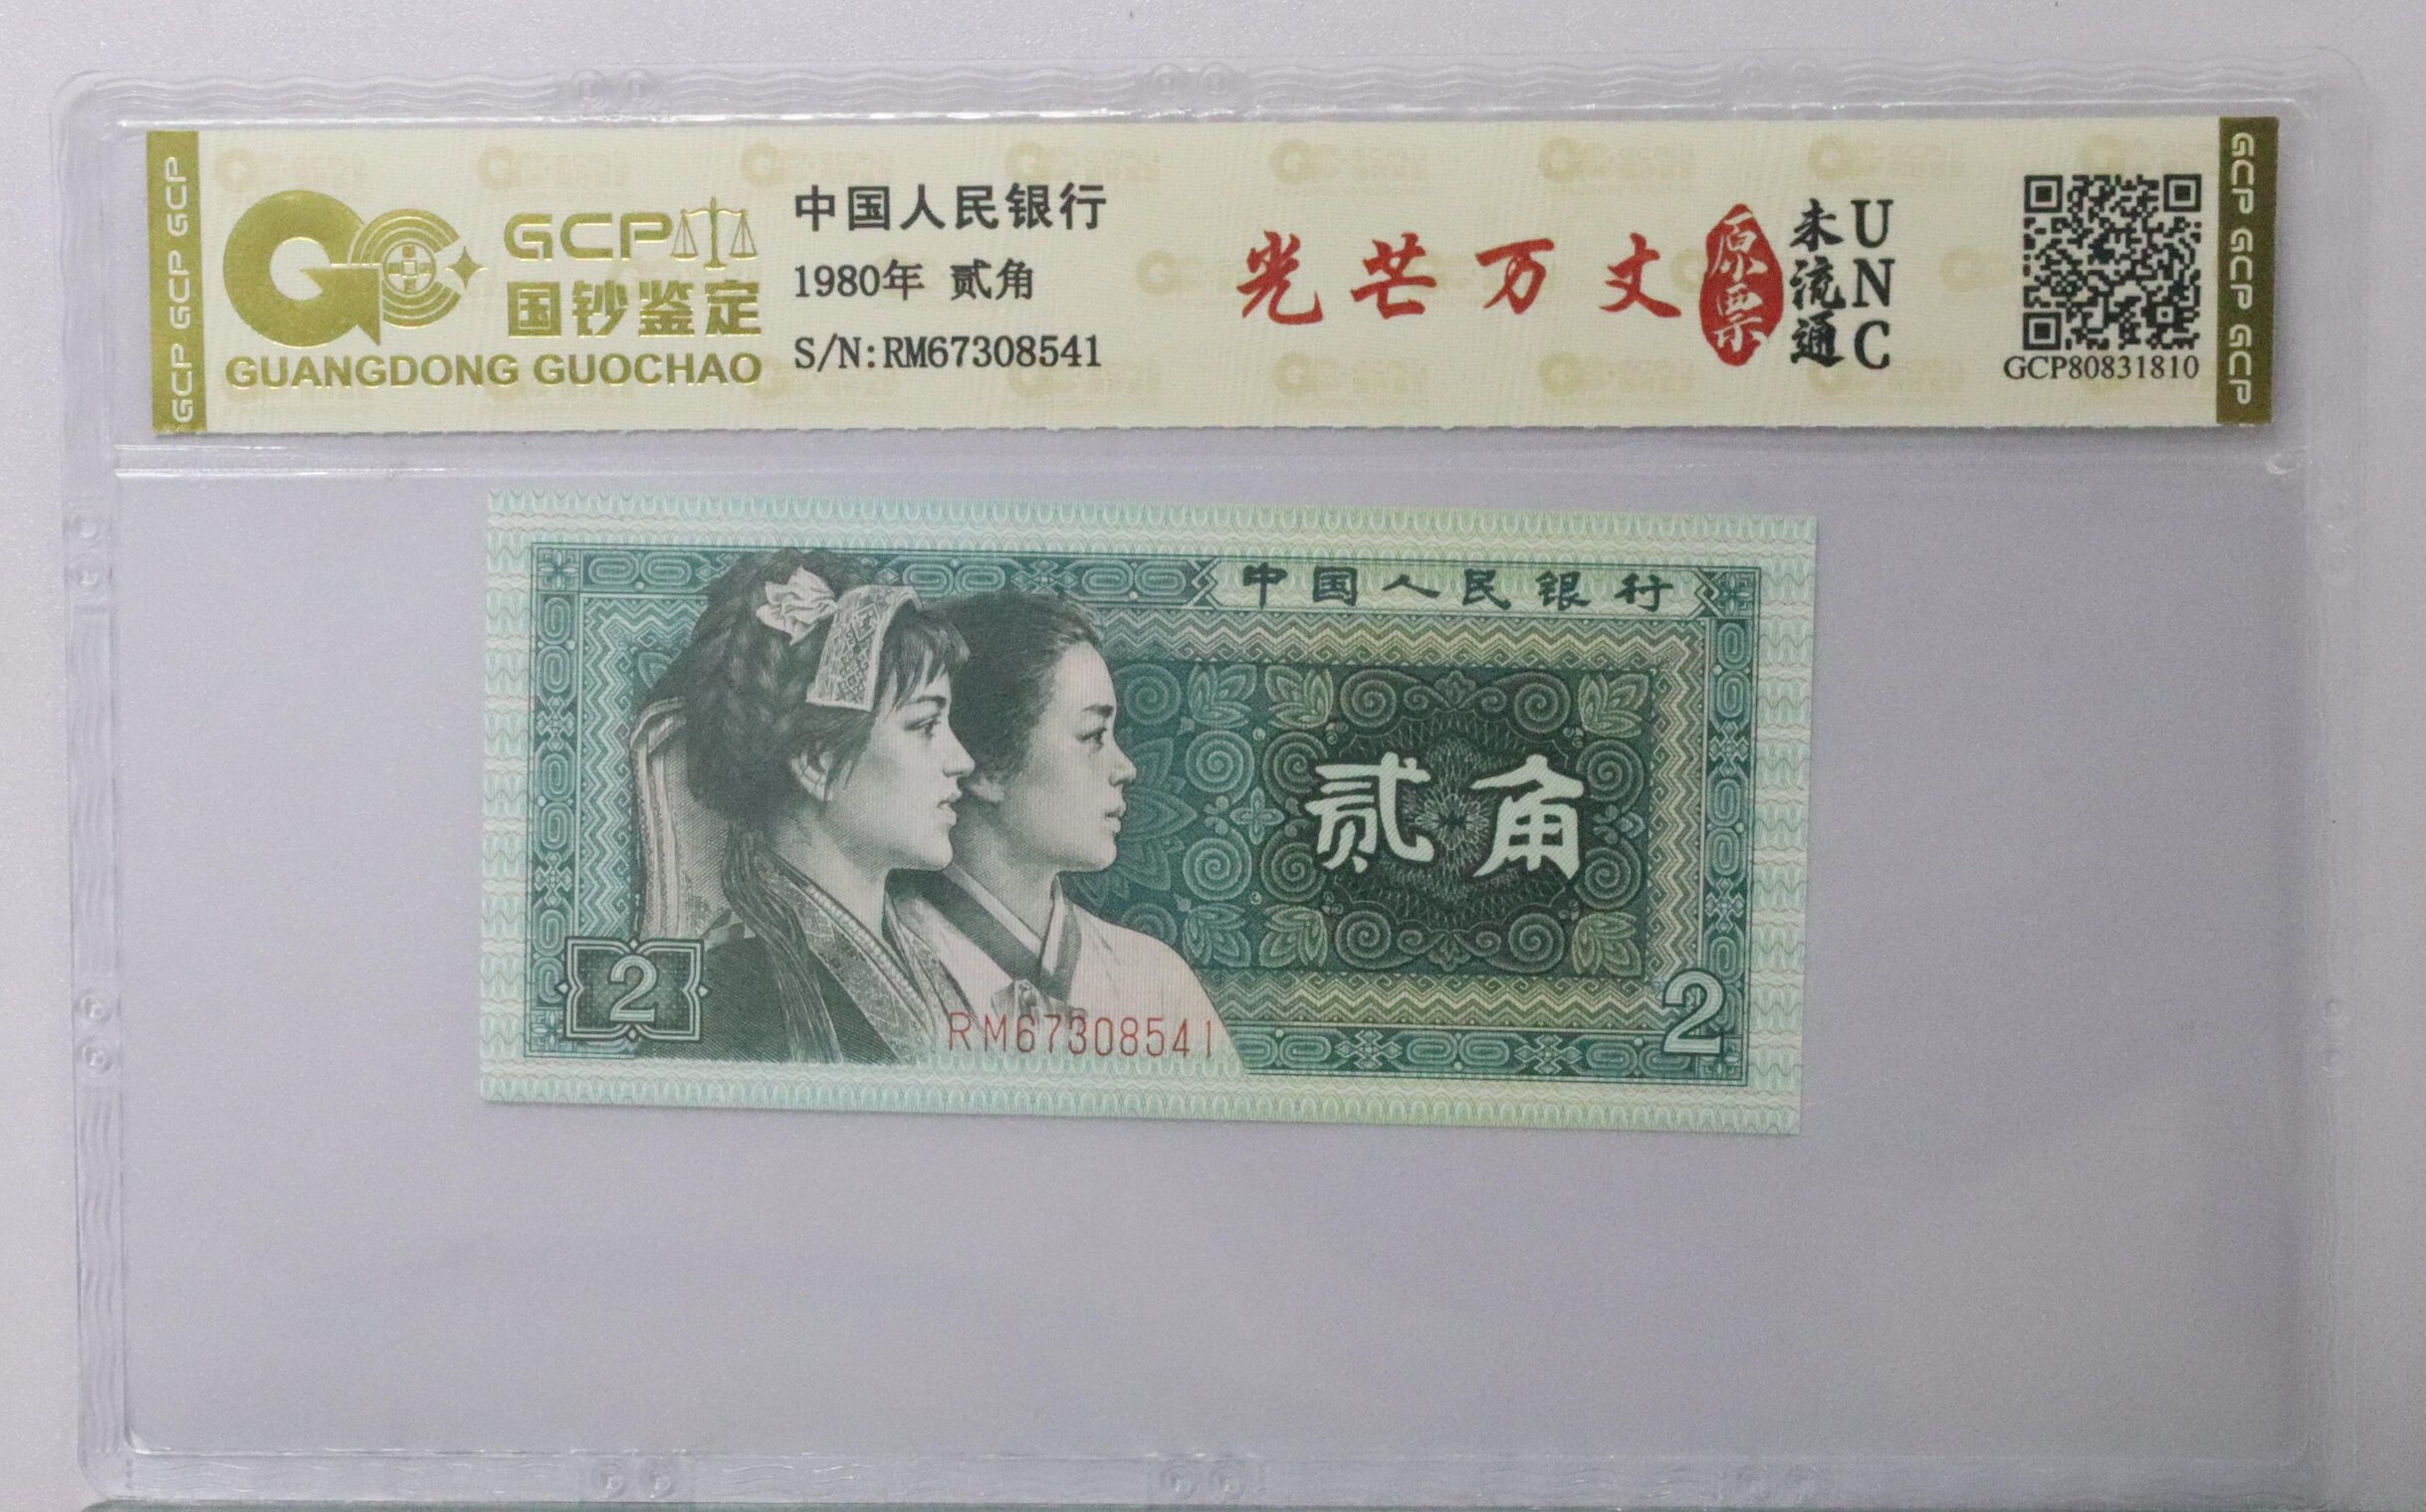 GCP GCP GCP
GCP
国钞鉴定
GUANGDONG GUOCHAO
中国人民银行
1980年 贰角
S/N:RM67308541
光芒万丈
原票
未流通
UNC
GCP80831810
GCP GCP GCP
中国人民银行
贰角
2
RM67308541
2